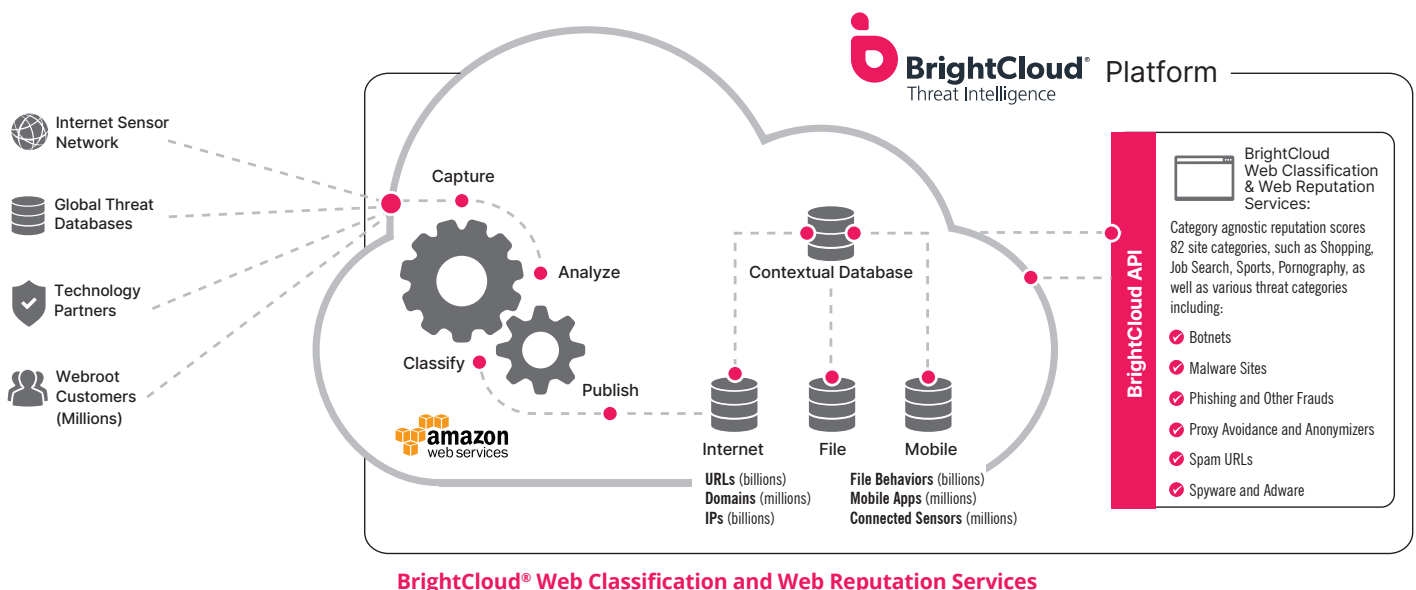 BrightCloud® Platform
Threat Intelligence
Internet Sensor
Network
Global Threat
Databases
Technology
Partners
Webroot
Customers
(Millions)
Capture
Analyze
Classify
Publish
amazon
web services
Contextual Database
Internet
File
Mobile
URLs (billions)
Domains (millions)
IPs (billions)
File Behaviors (billions)
Mobile Apps (millions)
Connected Sensors (millions)
BrightCloud API
BrightCloud
Web Classification
& Web Reputation
Services:
Category agnostic reputation scores
82 site categories, such as Shopping,
Job Search, Sports, Pornography, as
well as various threat categories
including:
Botnets
Malware Sites
Phishing and Other Frauds
Proxy Avoidance and Anonymizers
Spam URLs
Spyware and Adware
BrightCloud® Web Classification and Web Reputation Services